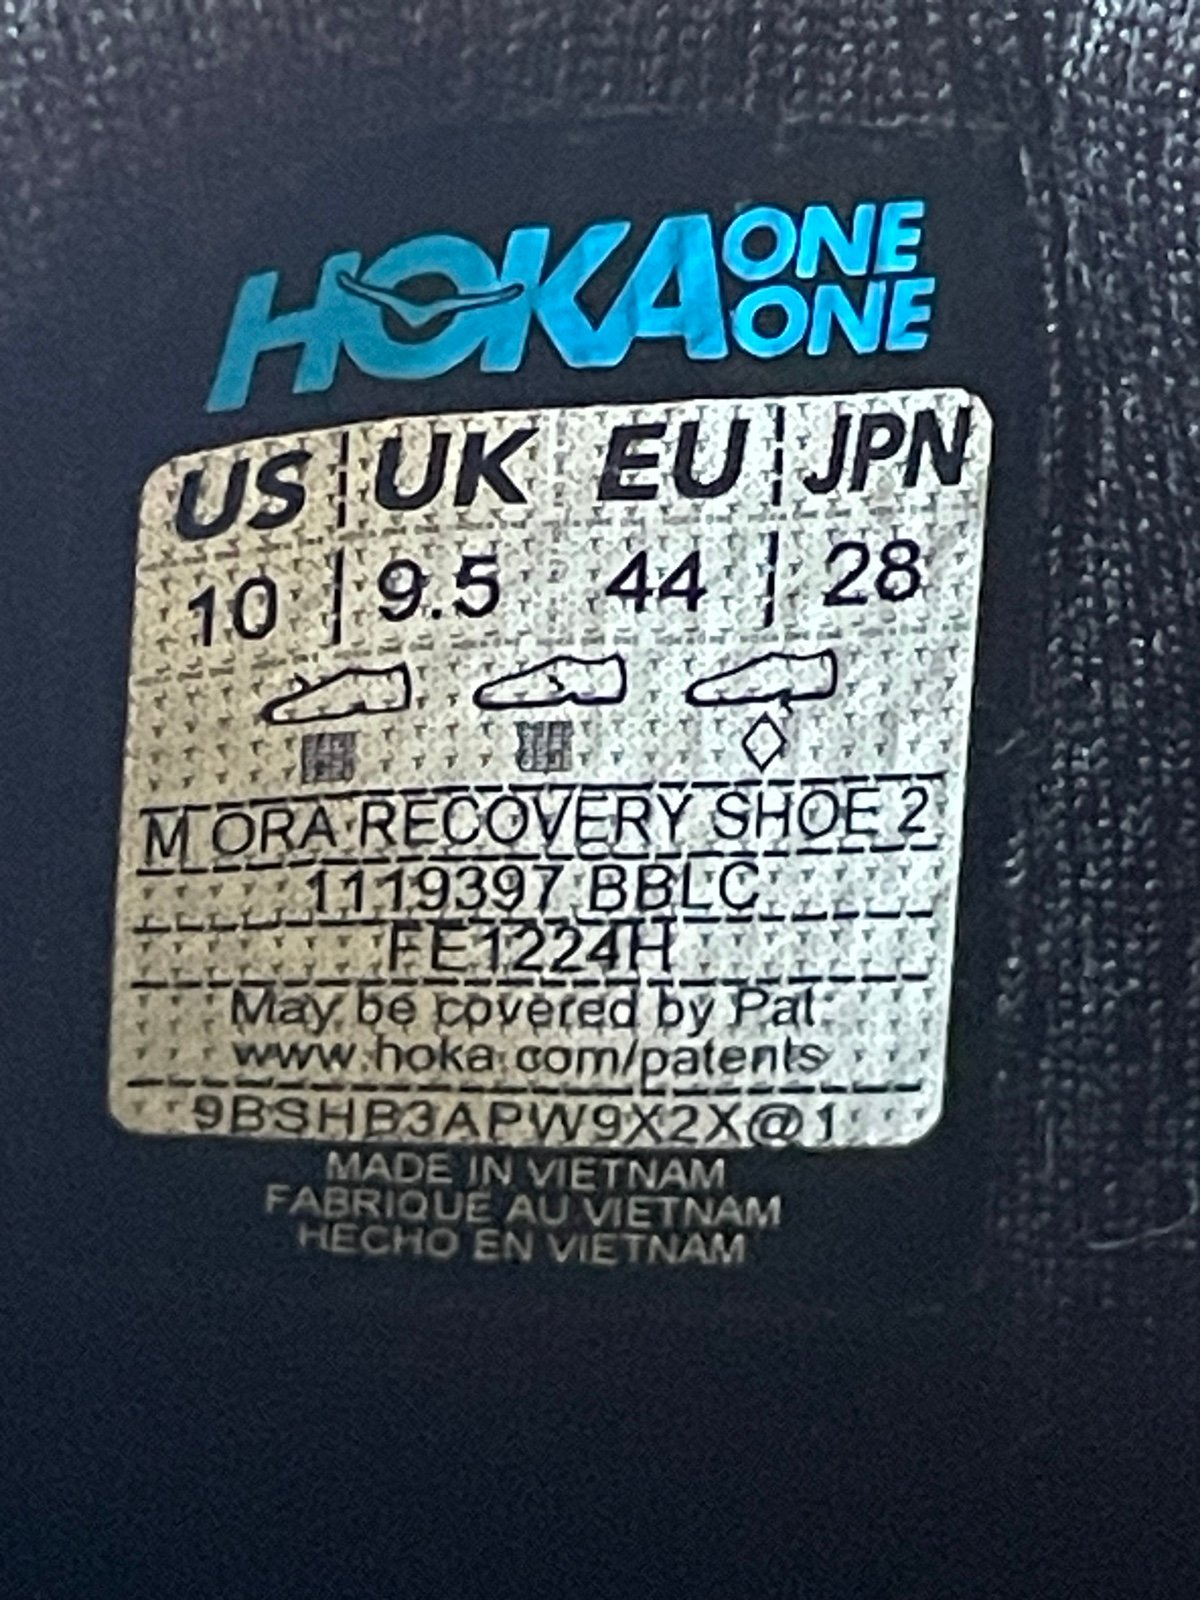 HOKA ONE ONE
US UK EU JPN
10 9.5 44 28
M ORA RECOVERY SHOE 2
1119397 BBLC
FE1224H
May be covered by Pat.
www.hoka.com/patents
9BSHB3APW9X2X@1
MADE IN VIETNAM
FABRIQUE AU VIETNAM
HECHO EN VIETNAM